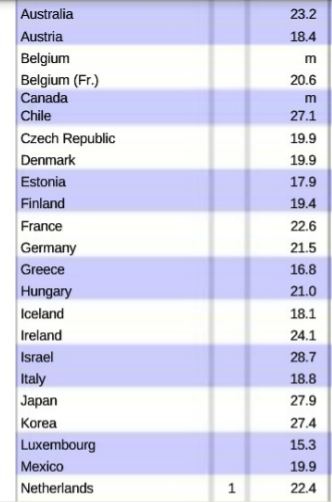 Australia 23.2
Austria 18.4
Belgium m
Belgium (Fr.) 20.6
Canada m
Chile 27.1
Czech Republic 19.9
Denmark 19.9
Estonia 17.9
Finland 19.4
France 22.6
Germany 21.5
Greece 16.8
Hungary 21.0
Iceland 18.1
Ireland 24.1
Israel 28.7
Italy 18.8
Japan 27.9
Korea 27.4
Luxembourg 15.3
Mexico 19.9
Netherlands 1 22.4